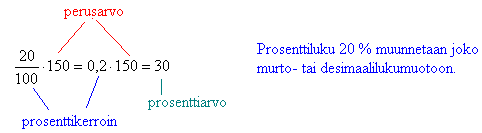 perusarvo
20/100 · 150 = 0,2 · 150 = 30
prosenttiarvo
prosenttikerroin
Prosenttiluku 20 % muunnetaan joko
murto- tai desimaalilukumuotoon.